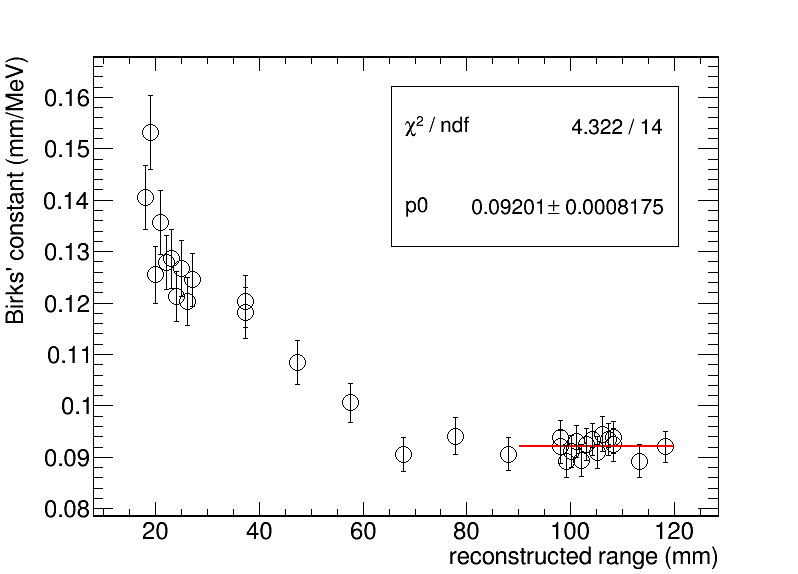 Birks' constant (mm/MeV)
0.16
0.15
0.14
0.13
0.12
0.11
0.1
0.09
0.08
χ² / ndf 4.322 / 14
p0 0.09201± 0.0008175
20 40 60 80 100 120
reconstructed range (mm)